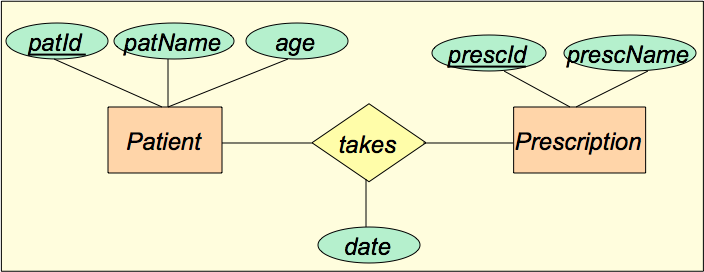 patId
patName
age
prescId
prescName
Patient
takes
Prescription
date